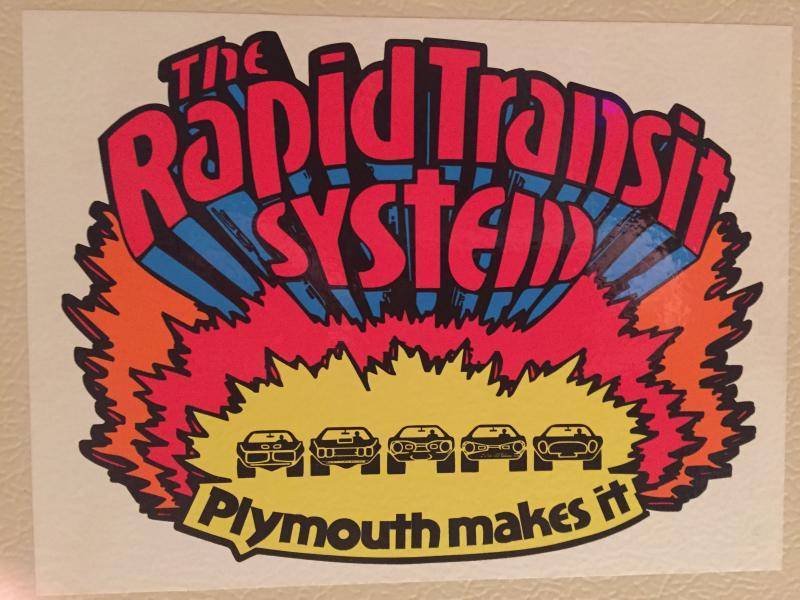 The
Rapid Transit
System
Plymouth makes it